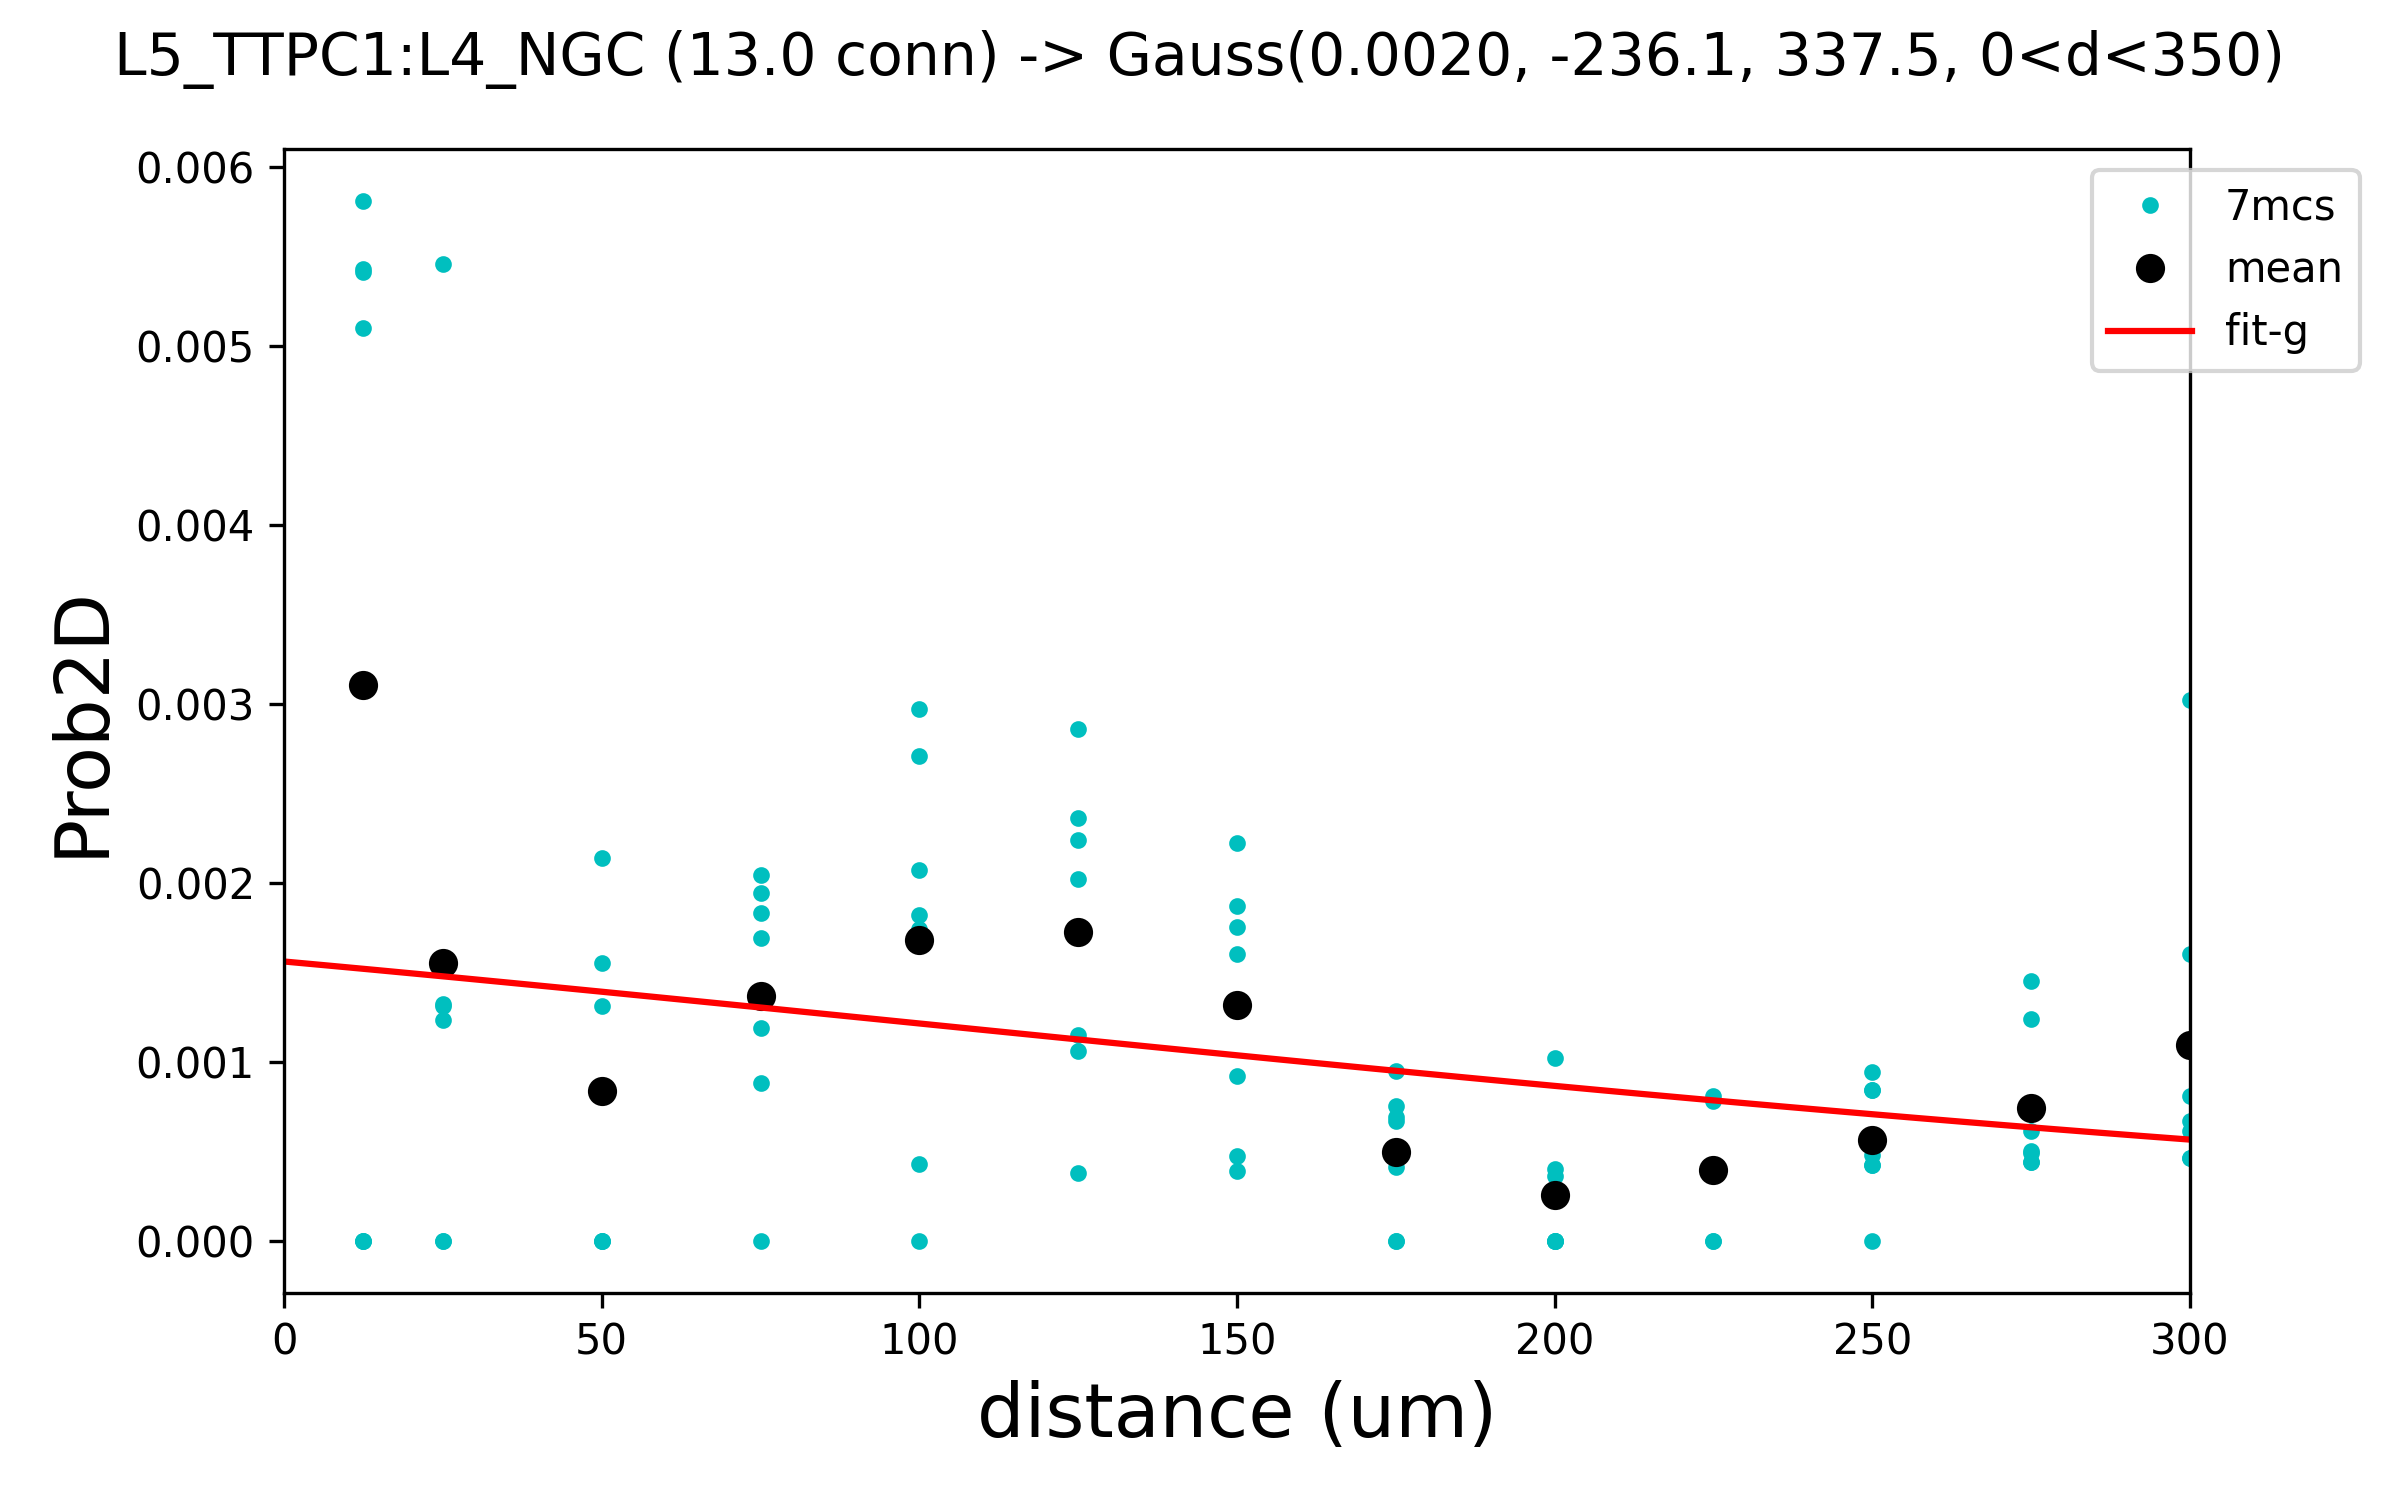 L5_TTPC1:L4_NGC (13.0 conn) -> Gauss(0.0020, -236.1, 337.5, 0<d<350)
7mcs
mean
fit-g
0.006
0.005
0.004
0.003
0.002
0.001
0.000
Prob2D
0 50 100 150 200 250 300
distance (um)